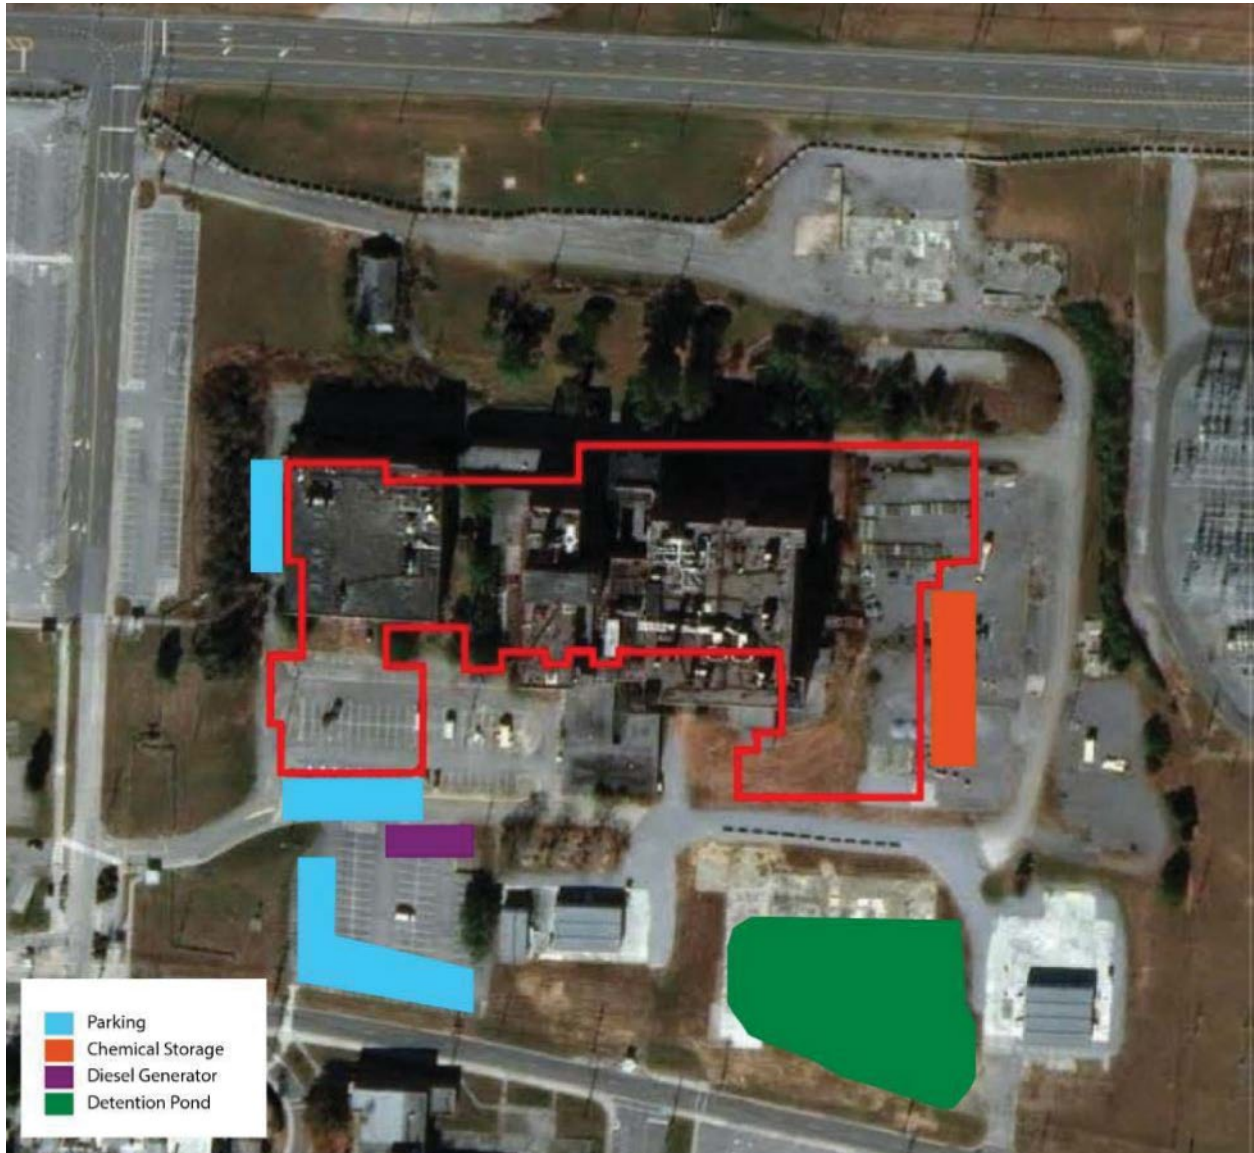 Parking
Chemical Storage
Diesel Generator
Detention Pond